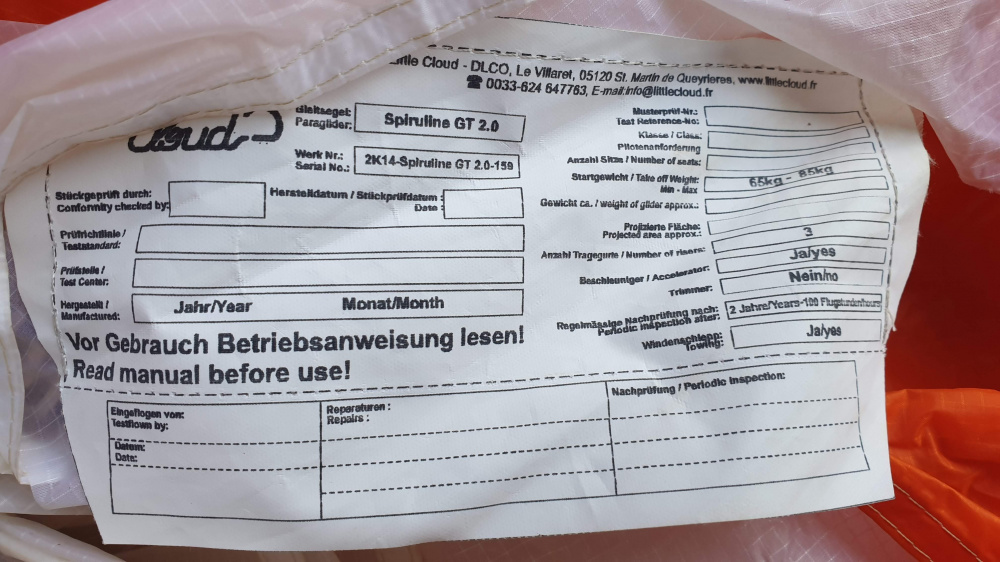 Little Cloud - DLCO, Le Villaret, 05120 St. Martin de Queyrieres, www.littlecloud.fr
☎ 0033-624 647763, E-mail:info@littlecloud.fr
Cloud
Gleitsegel:
Paraglider:
Spiruline GT 2.0
Werk Nr.:
Serial No.:
2K14-Spiruline GT 2.0-159
Stückgeprüft durch:
Conformity checked by:
Herstelldatum / Stückprüfdatum :
Date :
Prüfrichtlinie /
Teststandard:
Prüfstelle /
Test Center:
Hergestellt /
Manufactured:
Jahr/Year
Monat/Month
Musterprüf-Nr.:
Test Reference-No:
Klasse / Class:
Pilotenanforderung
Anzahl Sitze / Number of seats:
Startgewicht / Take off Weight:
Min - Max
65kg - 85kg
Gewicht ca. / weight of glider approx.:
Projizierte Fläche:
Projected area approx.:
Anzahl Tragegurte / Number of risers:
3
Beschleuniger / Accelerator:
Ja/yes
Trimmer:
Nein/no
Regelmässige Nachprüfung nach:
Periodic inspection after:
2 Jahre/Years-100 Flugstunden/hours
Windenschlepp:
Towing:
Ja/yes
Vor Gebrauch Betriebsanweisung lesen!
Read manual before use!
Eingeflogen von:
Testflown by:
Datum:
Date:
Reparaturen :
Repairs :
Nachprüfung / Periodic Inspection: